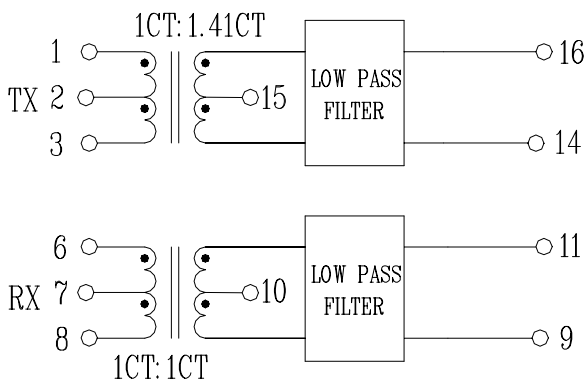 1CT:1.41CT
1
16
LOW PASS
FILTER
TX 2
15
3
14
6
11
LOW PASS
FILTER
RX 7
10
8
9
1CT:1CT